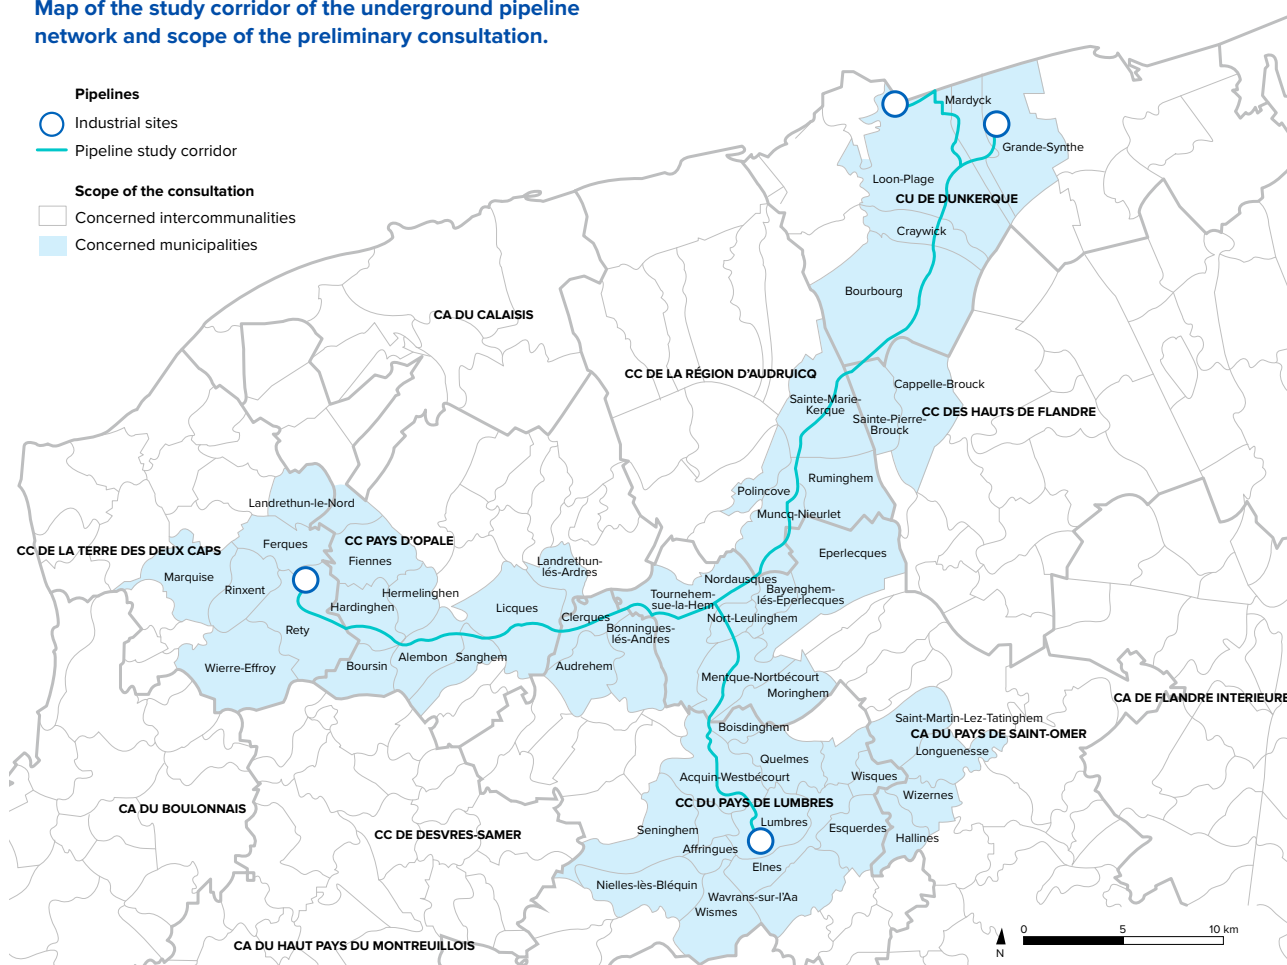 Map of the study corridor of the underground pipeline
network and scope of the preliminary consultation.
Pipelines
Industrial sites
Pipeline study corridor
Scope of the consultation
Concerned intercommunalities
Concerned municipalities
Mardyck
Grande-Synthe
Loon-Plage
CU DE DUNKERQUE
Craywick
Bourbourg
CA DU CALAISIS
CC DE LA RÉGION D'AUDRUICQ
Cappelle-Brouck
Sainte-Marie-
Kerque
CC DES HAUTS DE FLANDRE
Sainte-Pierre-
Brouck
Ruminghem
Polincove
Landrethun-le-Nord
Muncq-Nieurlet
CC PAYS D'OPALE
Ferques
CC DE LA TERRE DES DEUX CAPS
Eperlecques
Fiennes
Landrethun-
lés-Ardres
Marquise
Nordausques
Rinxent
Hermelinghen
Tournehem-
sue-la-Hem
Bayenghem-
lés-Eperlecques
Hardinghen
Licques
Clerques
Nort-Leulinghem
Rety
Bonningues-
lés-Andres
Alembon
Sanghem
Wierre-Effroy
Boursin
Audrehem
Mentque-Nortbécourt
Moringhem
CA DE FLANDRE INTERIEURE
Saint-Martin-Lez-Tatinghem
Boisdinghem
CA DU PAYS DE SAINT-OMER
Longuenesse
Quelmes
Acquin-Westbécourt
Wisques
Wizernes
CC DU PAYS DE LUMBRES
CA DU BOULONNAIS
Lumbres
Seninghem
Esquerdes
CC DE DESVRES-SAMER
Hallines
Affringues
Elnes
Nielles-lès-Bléquin
Wavrans-sur-l'Aa
Wismes
CA DU HAUT PAYS DU MONTREUILLOIS
N
0 5 10 km